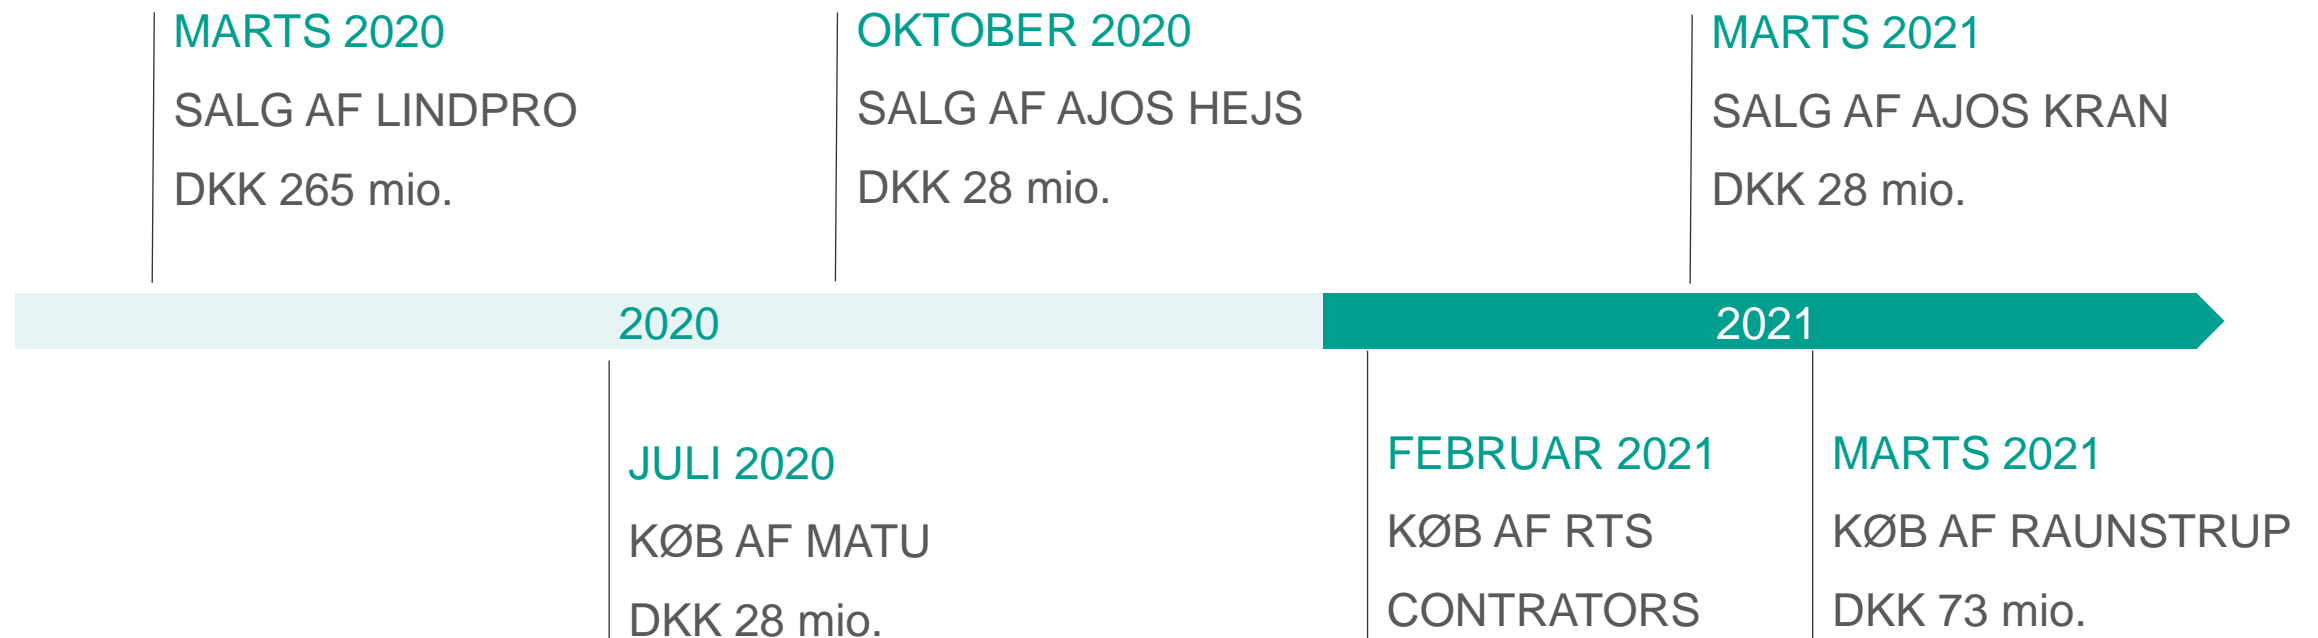 MARTS 2020
SALG AF LINDPRO
DKK 265 mio.
OKTOBER 2020
SALG AF AJOS HEJS
DKK 28 mio.
MARTS 2021
SALG AF AJOS KRAN
DKK 28 mio.
2020
2021
JULI 2020
KØB AF MATU
DKK 28 mio.
FEBRUAR 2021
KØB AF RTS
CONTRATORS
MARTS 2021
KØB AF RAUNSTRUP
DKK 73 mio.